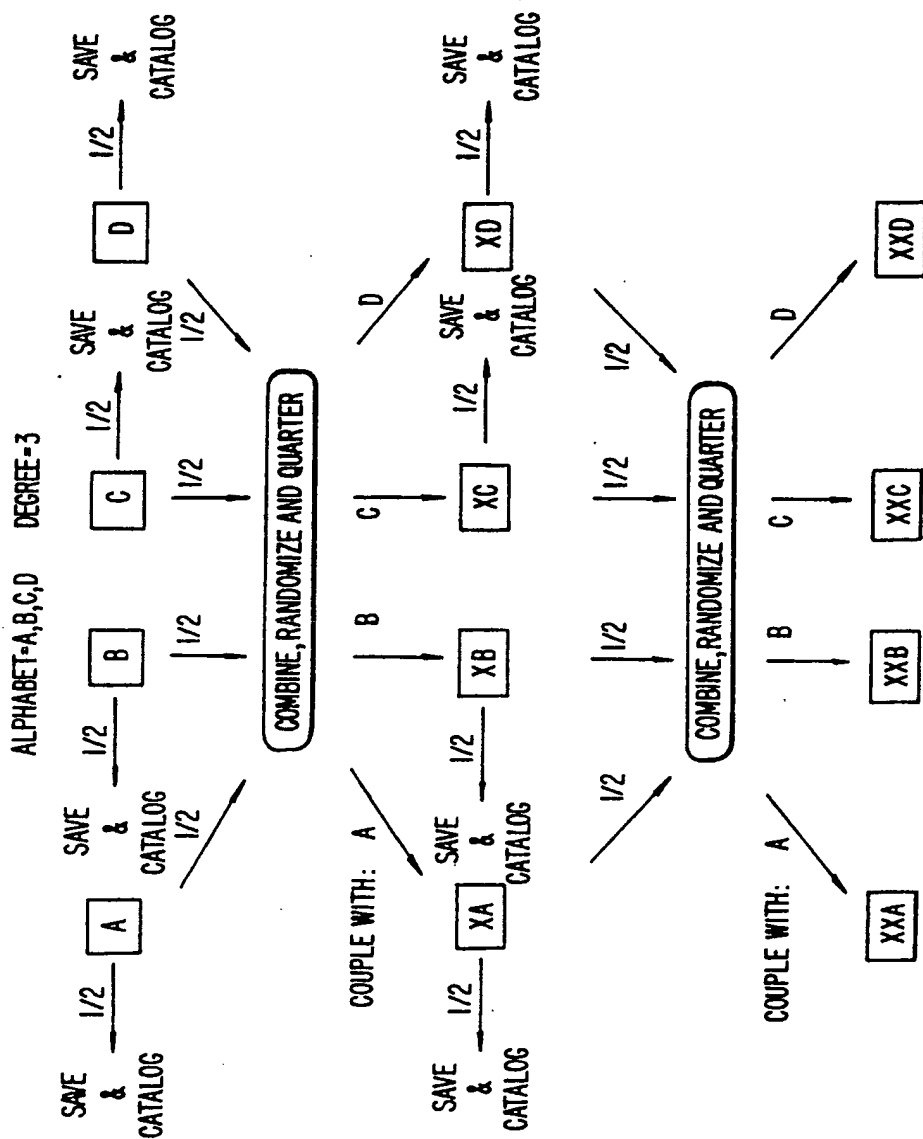 ALPHABET=A,B,C,D DEGREE=3
SAVE
&
CATALOG
1/2
A
SAVE
&
CATALOG
1/2
B
C
1/2
SAVE
&
CATALOG
D
1/2
SAVE
&
CATALOG
1/2
1/2
1/2
1/2
COMBINE, RANDOMIZE AND QUARTER
COUPLE WITH: A
B
C
D
SAVE
&
CATALOG
1/2
XA
SAVE
&
CATALOG
1/2
XB
XC
1/2
SAVE
&
CATALOG
XD
1/2
SAVE
&
CATALOG
1/2
1/2
1/2
1/2
COMBINE, RANDOMIZE AND QUARTER
COUPLE WITH: A
B
C
D
XXA
XXB
XXC
XXD